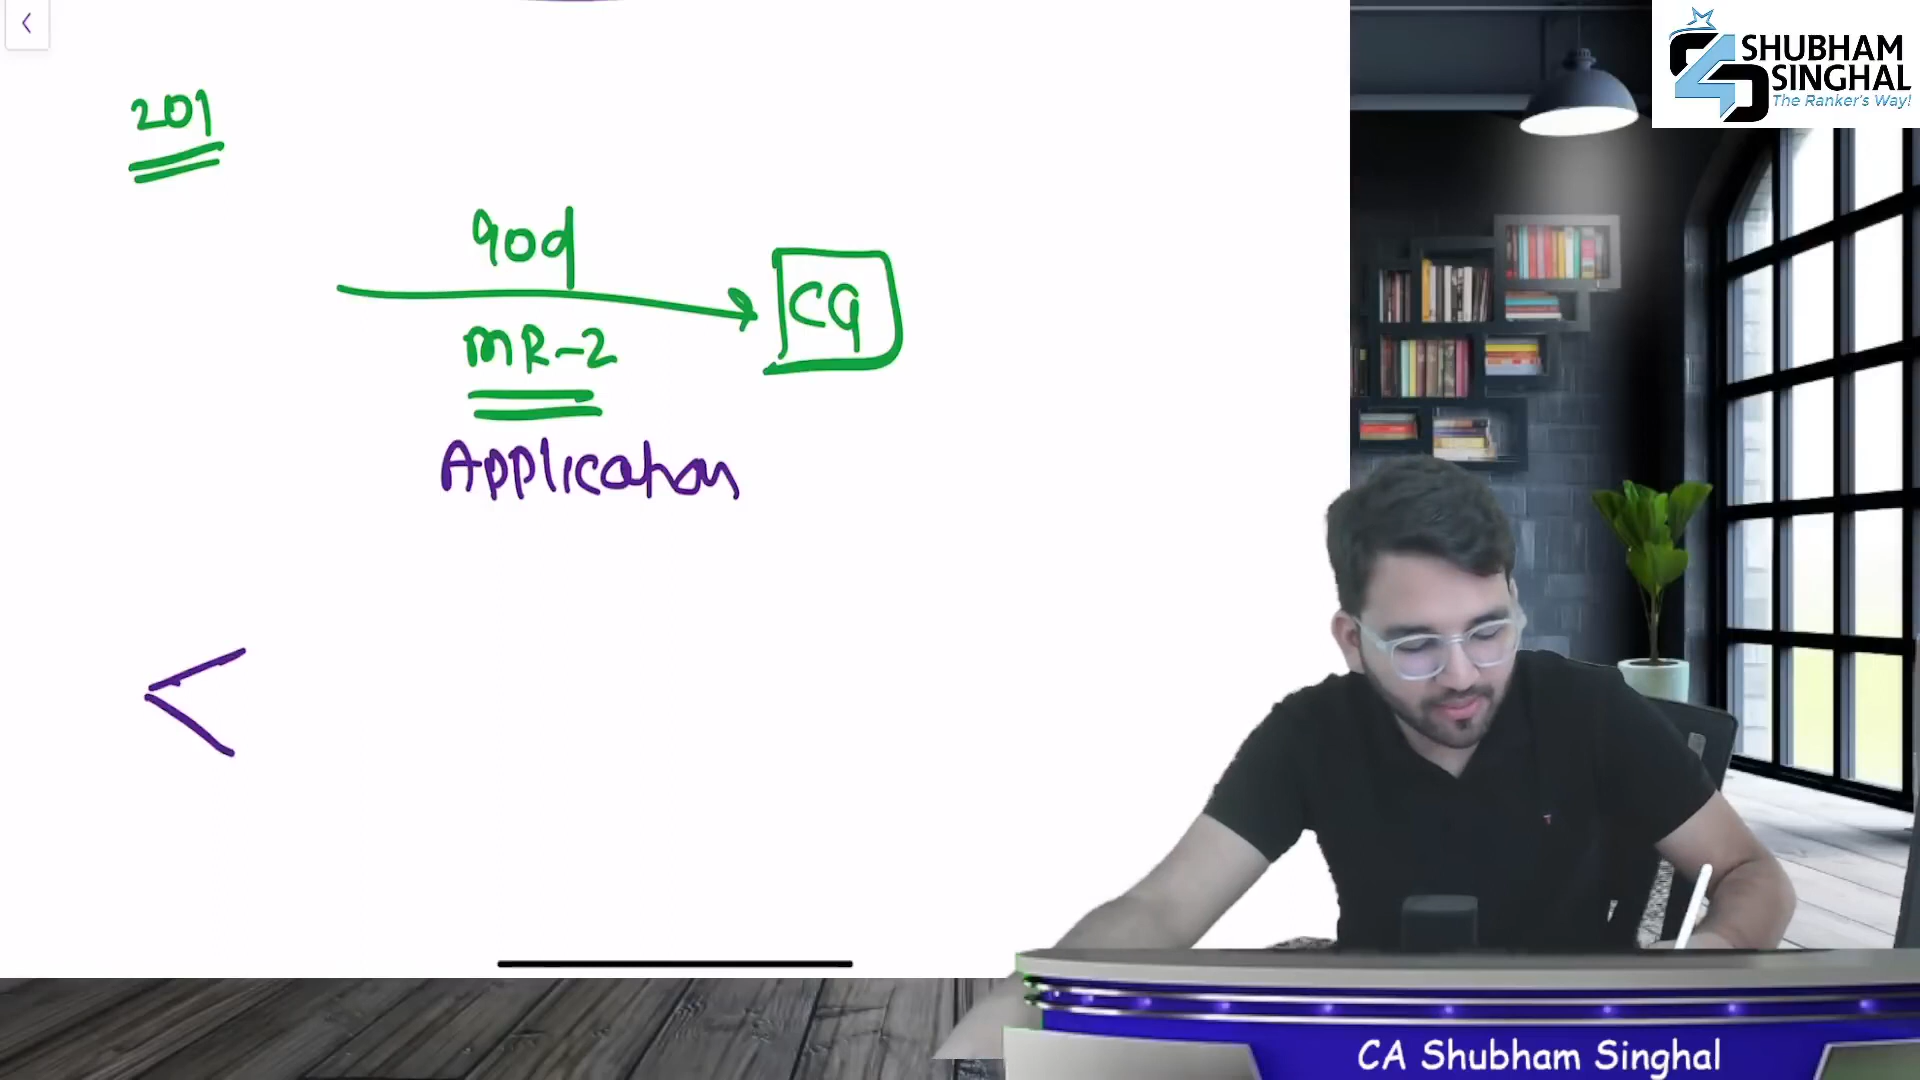 201
90d
MR-2
CG
Application
SHUBHAM
SINGHAL
The Ranker's Way!
CA Shubham Singhal